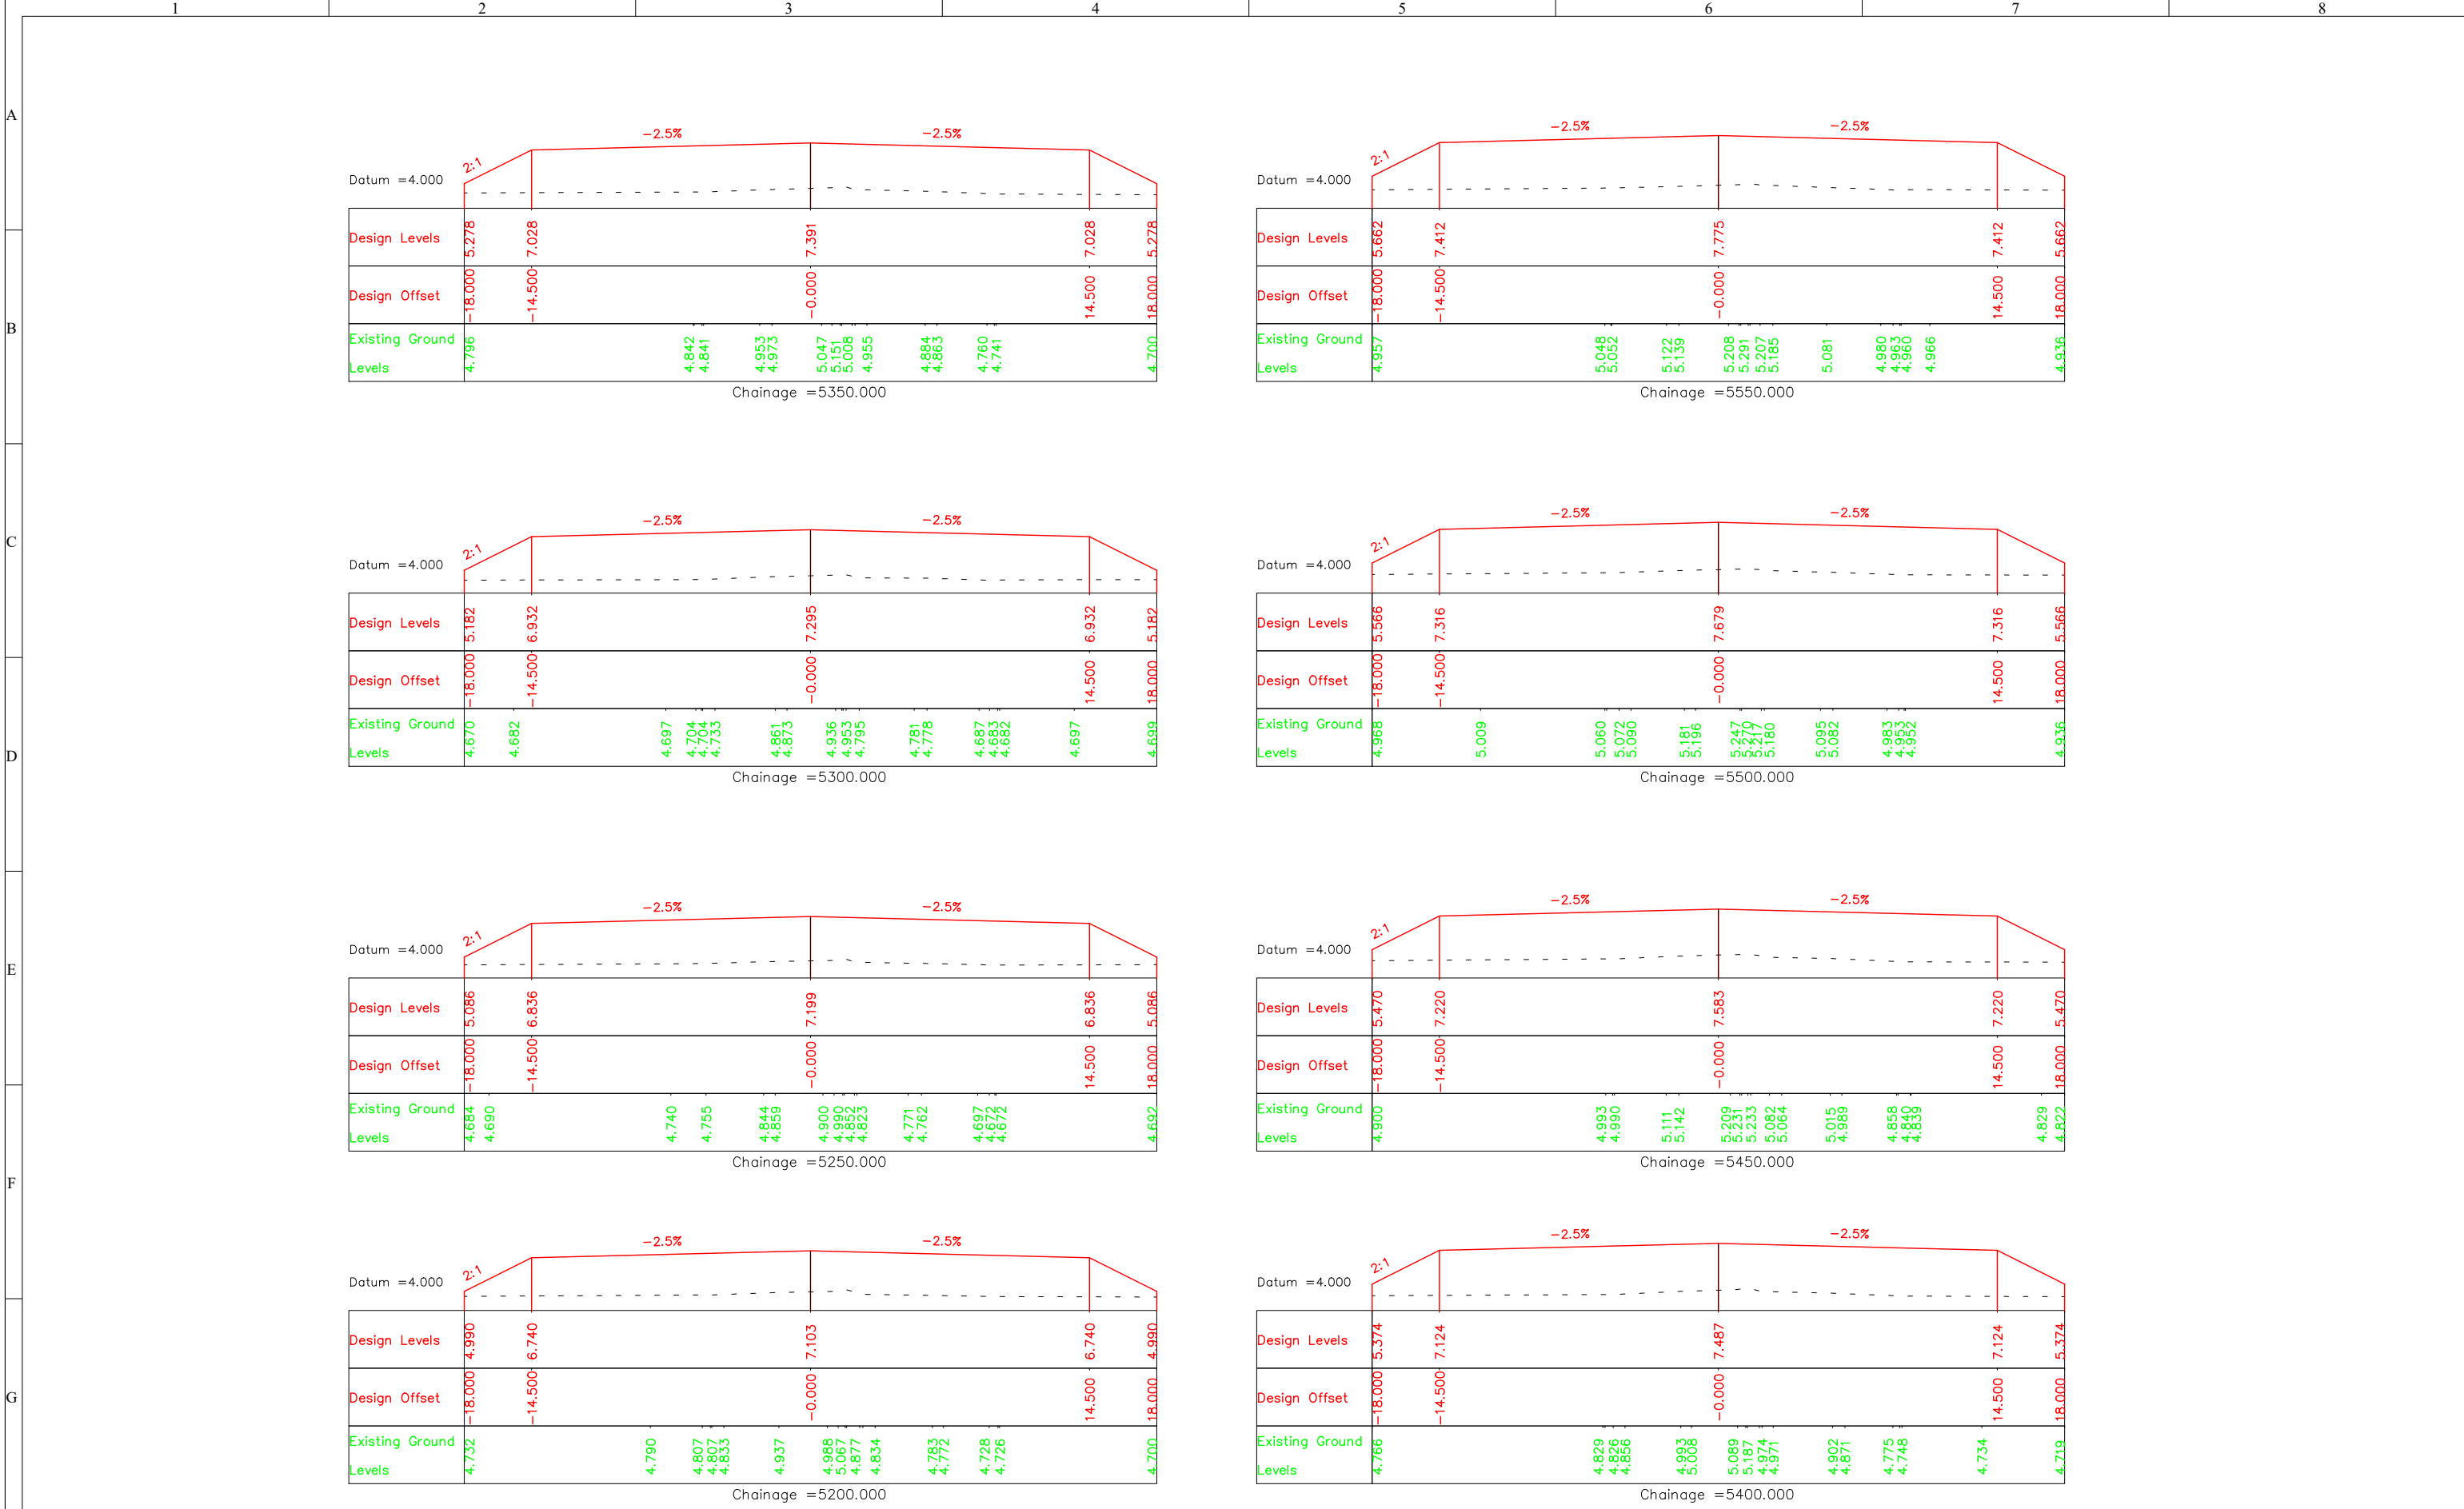 1 2 3 4 5 6 7 8
A
B
C
D
E
F
G
-2.5% -2.5%
2:1
Datum =4.000
Design Levels 5.278 7.028 7.391 7.028 5.278
Design Offset -18.000 -14.500 -0.000 14.500 18.000
Existing Ground
Levels 4.796 4.842 4.841 4.953 4.973 5.047 5.151 5.008 4.955 4.884 4.863 4.760 4.741 4.700
Chainage =5350.000
-2.5% -2.5%
2:1
Datum =4.000
Design Levels 5.662 7.412 7.775 7.412 5.662
Design Offset -18.000 -14.500 -0.000 14.500 18.000
Existing Ground
Levels 4.957 5.048 5.052 5.122 5.139 5.208 5.291 5.207 5.185 5.081 4.980 4.963 4.960 4.966 4.936
Chainage =5550.000
-2.5% -2.5%
2:1
Datum =4.000
Design Levels 5.182 6.932 7.295 6.932 5.182
Design Offset -18.000 -14.500 -0.000 14.500 18.000
Existing Ground
Levels 4.670 4.682 4.697 4.704 4.704 4.733 4.861 4.873 4.936 4.953 4.795 4.781 4.778 4.687 4.683 4.682 4.697 4.699
Chainage =5300.000
-2.5% -2.5%
2:1
Datum =4.000
Design Levels 5.566 7.316 7.679 7.316 5.566
Design Offset -18.000 -14.500 -0.000 14.500 18.000
Existing Ground
Levels 4.968 5.009 5.060 5.072 5.090 5.181 5.196 5.247 5.270 5.217 5.180 5.095 5.082 4.983 4.953 4.952 4.936
Chainage =5500.000
-2.5% -2.5%
2:1
Datum =4.000
Design Levels 5.086 6.836 7.199 6.836 5.086
Design Offset -18.000 -14.500 -0.000 14.500 18.000
Existing Ground
Levels 4.684 4.690 4.740 4.755 4.844 4.859 4.900 4.990 4.852 4.823 4.771 4.762 4.697 4.672 4.672 4.692
Chainage =5250.000
-2.5% -2.5%
2:1
Datum =4.000
Design Levels 5.470 7.220 7.583 7.220 5.470
Design Offset -18.000 -14.500 -0.000 14.500 18.000
Existing Ground
Levels 4.900 4.993 4.990 5.111 5.142 5.209 5.231 5.233 5.082 5.064 5.015 4.989 4.858 4.840 4.839 4.829 4.822
Chainage =5450.000
-2.5% -2.5%
2:1
Datum =4.000
Design Levels 4.990 6.740 7.103 6.740 4.990
Design Offset -18.000 -14.500 -0.000 14.500 18.000
Existing Ground
Levels 4.732 4.790 4.807 4.807 4.833 4.937 4.988 5.067 4.877 4.834 4.783 4.772 4.728 4.726 4.700
Chainage =5200.000
-2.5% -2.5%
2:1
Datum =4.000
Design Levels 5.374 7.124 7.487 7.124 5.374
Design Offset -18.000 -14.500 -0.000 14.500 18.000
Existing Ground
Levels 4.766 4.829 4.826 4.856 4.993 5.008 5.089 5.187 4.974 4.971 4.902 4.871 4.775 4.748 4.734 4.719
Chainage =5400.000